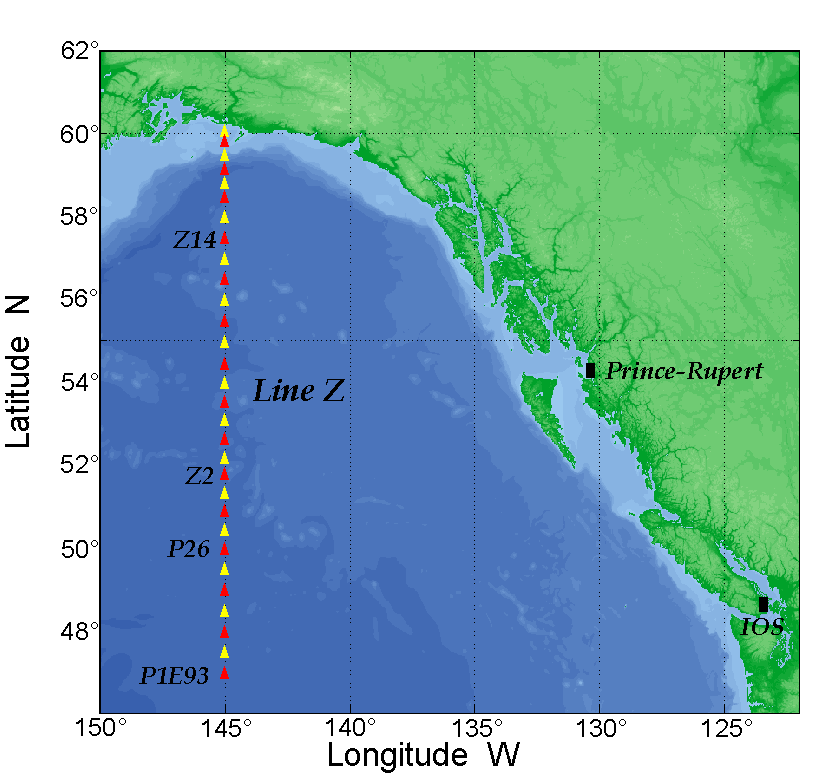 62°
60°
58°
56°
54°
52°
50°
48°
Latitude N
Z14
Line Z
Prince-Rupert
Z2
P26
IOS
P1E93
150° 145° 140° 135° 130° 125°
Longitude W